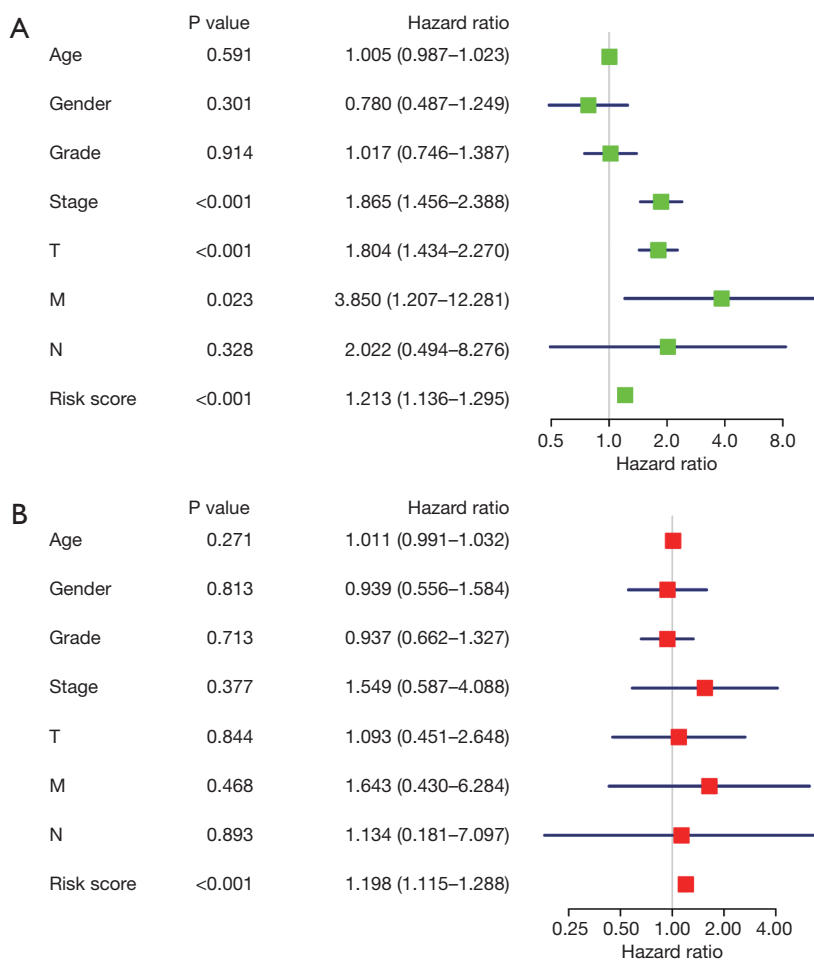 A
P value Hazard ratio
Age 0.591 1.005 (0.987–1.023)
Gender 0.301 0.780 (0.487–1.249)
Grade 0.914 1.017 (0.746–1.387)
Stage <0.001 1.865 (1.456–2.388)
T <0.001 1.804 (1.434–2.270)
M 0.023 3.850 (1.207–12.281)
N 0.328 2.022 (0.494–8.276)
Risk score <0.001 1.213 (1.136–1.295)
0.5 1.0 2.0 4.0 8.0
Hazard ratio
B
P value Hazard ratio
Age 0.271 1.011 (0.991–1.032)
Gender 0.813 0.939 (0.556–1.584)
Grade 0.713 0.937 (0.662–1.327)
Stage 0.377 1.549 (0.587–4.088)
T 0.844 1.093 (0.451–2.648)
M 0.468 1.643 (0.430–6.284)
N 0.893 1.134 (0.181–7.097)
Risk score <0.001 1.198 (1.115–1.288)
0.25 0.50 1.00 2.00 4.00
Hazard ratio